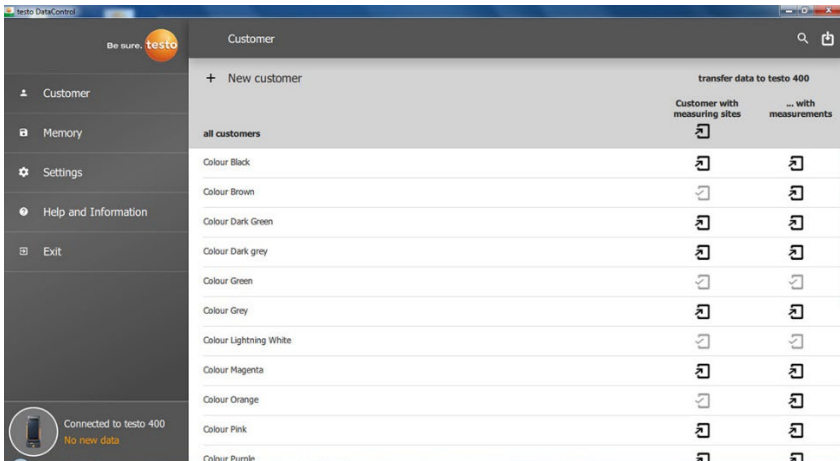 testo DataControl
Be sure. testo
Customer
Memory
Settings
Help and Information
Exit
Connected to testo 400
No new data
Customer
+ New customer
transfer data to testo 400
Customer with
measuring sites
... with
measurements
all customers
Colour Black
Colour Brown
Colour Dark Green
Colour Dark grey
Colour Green
Colour Grey
Colour Lightning White
Colour Magenta
Colour Orange
Colour Pink
Colour Purple